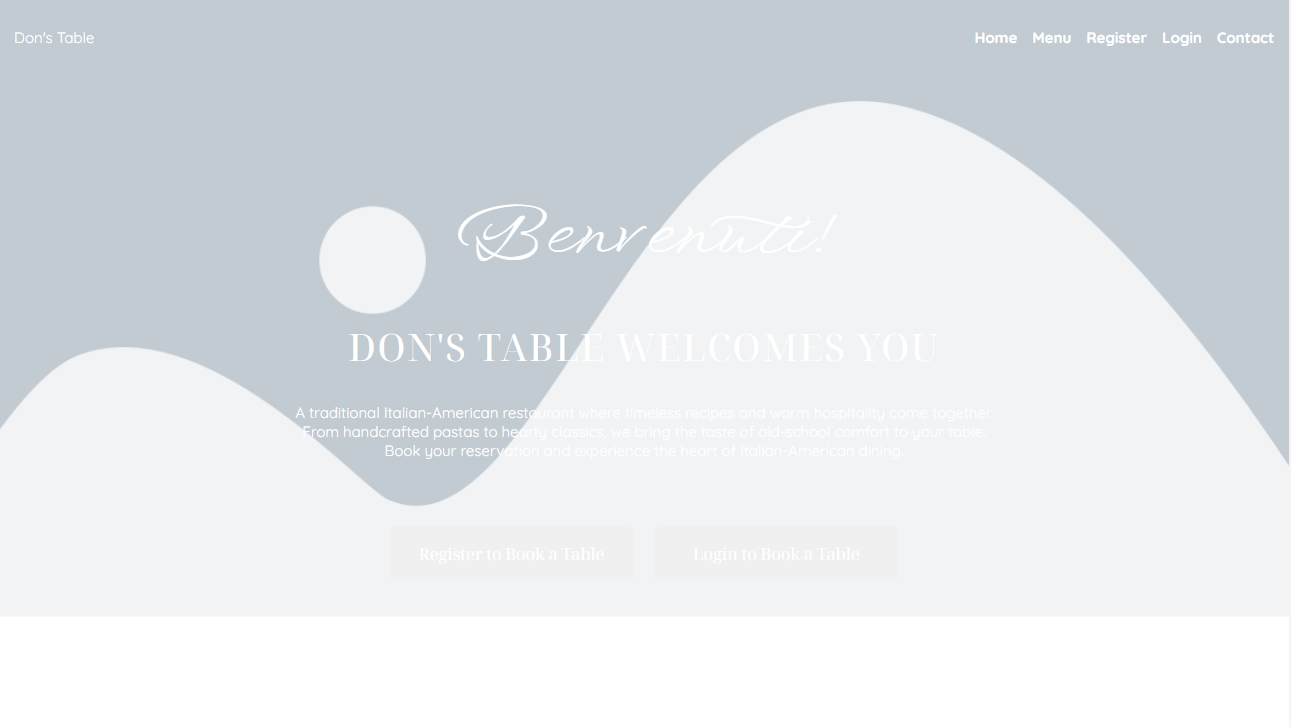 Don's Table
Home Menu Register Login Contact
Benvenuti!
DON'S TABLE WELCOMES YOU
A traditional Italian-American restaurant where timeless recipes and warm hospitality come together.
From handcrafted pastas to hearty classics, we bring the taste of old-school comfort to your table.
Book your reservation and experience the heart of Italian-American dining.
Register to Book a Table
Login to Book a Table